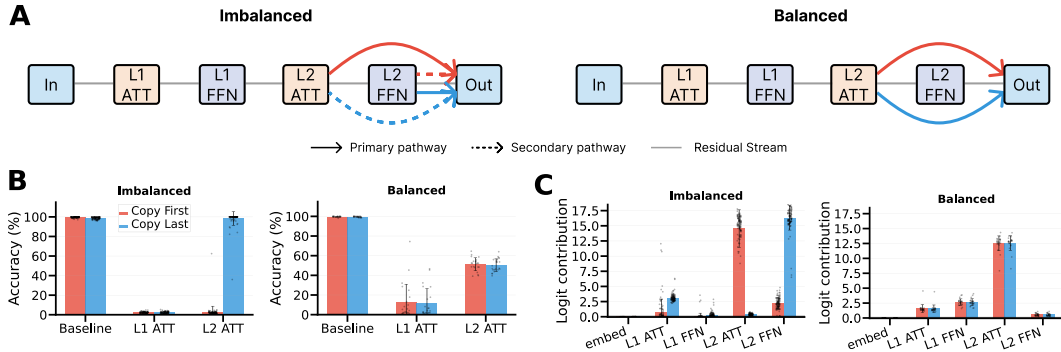 A
Imbalanced
Balanced
In
L1
ATT
L1
FFN
L2
ATT
L2
FFN
Out
In
L1
ATT
L1
FFN
L2
ATT
L2
FFN
Out
Primary pathway
Secondary pathway
Residual Stream
B
Imbalanced
Accuracy (%)
100
80
60
40
20
0
Copy First
Copy Last
Baseline
L1 ATT
L2 ATT
Balanced
Accuracy (%)
100
80
60
40
20
0
Baseline
L1 ATT
L2 ATT
C
Imbalanced
Logit contribution
17.5
15.0
12.5
10.0
7.5
5.0
2.5
0.0
embed
L1 ATT
L1 FFN
L2 ATT
L2 FFN
Balanced
Logit contribution
17.5
15.0
12.5
10.0
7.5
5.0
2.5
0.0
embed
L1 ATT
L1 FFN
L2 ATT
L2 FFN